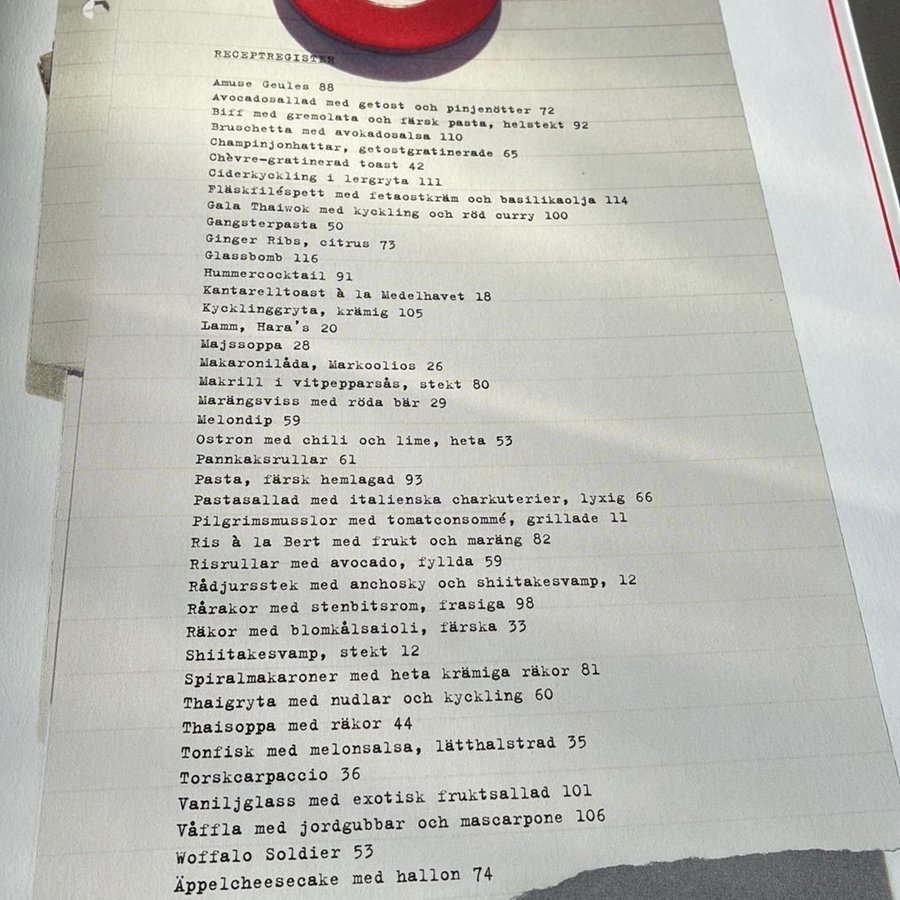 RECEPTREGISTER
Amuse Geules 88
Avocadosallad med getost och pinjenötter 72
Biff med gremolata och färsk pasta, helstekt 92
Bruschetta med avokadosalsa 110
Champinjonhattar, getostgratinerade 65
Chèvre-gratinerad toast 42
Ciderkyckling i lergryta 111
Fläskfiléspett med fetaostkräm och basilikaolja 114
Gala Thaiwok med kyckling och röd curry 100
Gangsterpasta 50
Ginger Ribs, citrus 73
Glassbomb 116
Hummercocktail 91
Kantarelltoast à la Medelhavet 18
Kycklinggryta, krämig 105
Lamm, Hara's 20
Majssoppa 28
Makaronilåda, Markoolios 26
Makrill i vitpepparsås, stekt 80
Marängsviss med röda bär 29
Melondip 59
Ostron med chili och lime, heta 53
Pannkaksrullar 61
Pasta, färsk hemlagad 93
Pastasallad med italienska charkuterier, lyxig 66
Pilgrimsmusslor med tomatconsommé, grillade 11
Ris à la Bert med frukt och maräng 82
Risrullar med avocado, fyllda 59
Rådjursstek med anchosky och shiitakesvamp, 12
Rårakor med stenbitsrom, frasiga 98
Räkor med blomkålsaioli, färska 33
Shiitakesvamp, stekt 12
Spiralmakaroner med heta krämiga räkor 81
Thaigryta med nudlar och kyckling 60
Thaisoppa med räkor 44
Tonfisk med melonsalsa, lätthalstrad 35
Torskcarpaccio 36
Vaniljglass med exotisk fruktsallad 101
Våffla med jordgubbar och mascarpone 106
Woffalo Soldier 53
Äppelcheesecake med hallon 74